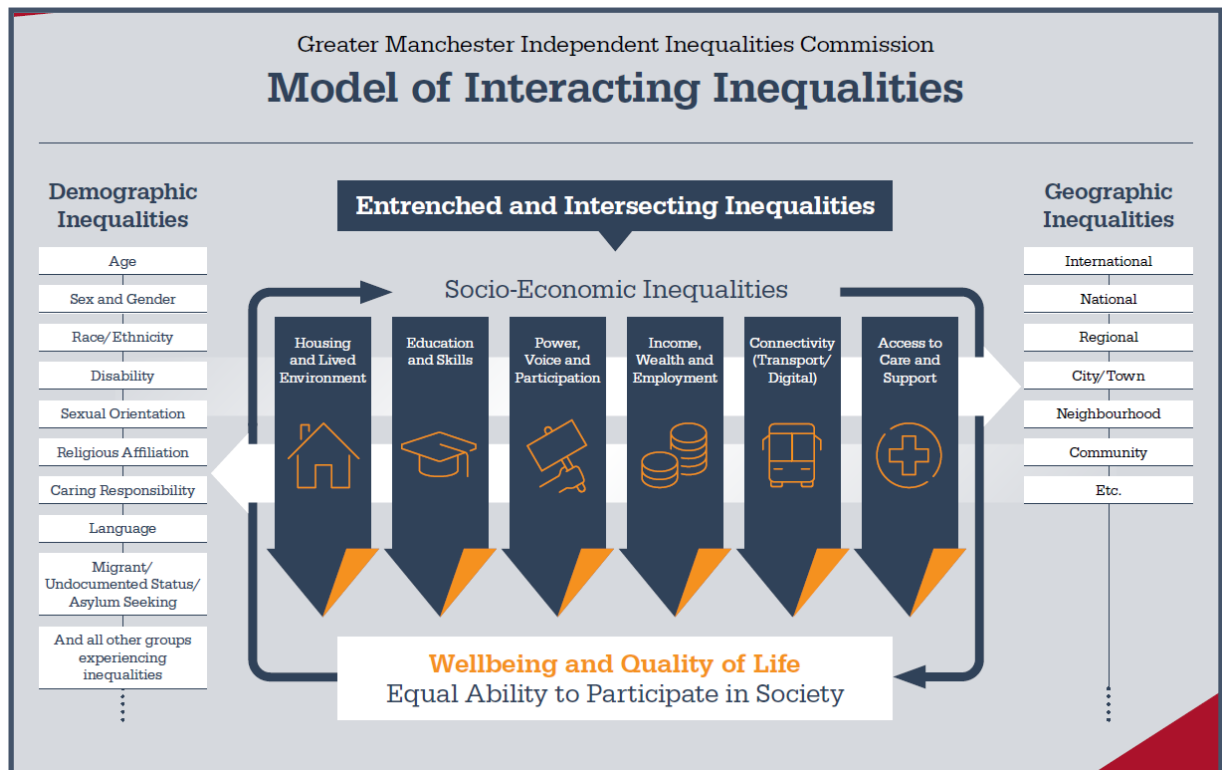 Greater Manchester Independent Inequalities Commission
Model of Interacting Inequalities
Demographic
Inequalities
Age
Sex and Gender
Race/Ethnicity
Disability
Sexual Orientation
Religious Affiliation
Caring Responsibility
Language
Migrant/
Undocumented Status/
Asylum Seeking
And all other groups
experiencing
inequalities
Entrenched and Intersecting Inequalities
Socio-Economic Inequalities
Housing
and Lived
Environment
Education
and Skills
Power,
Voice and
Participation
Income,
Wealth and
Employment
Connectivity
(Transport/
Digital)
Access to
Care and
Support
Wellbeing and Quality of Life
Equal Ability to Participate in Society
Geographic
Inequalities
International
National
Regional
City/Town
Neighbourhood
Community
Etc.